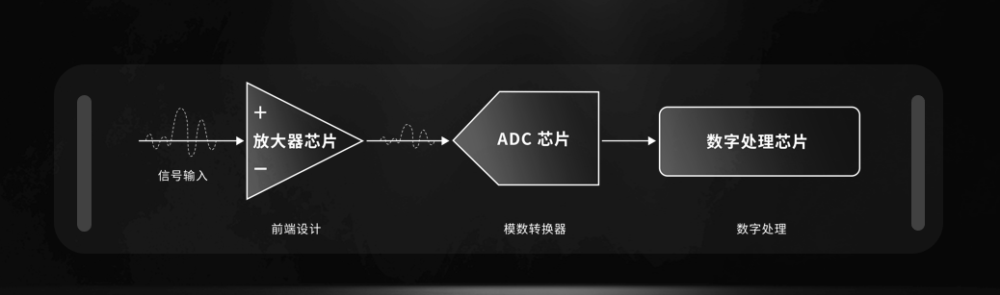 +
放大器芯片
−
信号输入
ADC 芯片
数字处理芯片
前端设计
模数转换器
数字处理